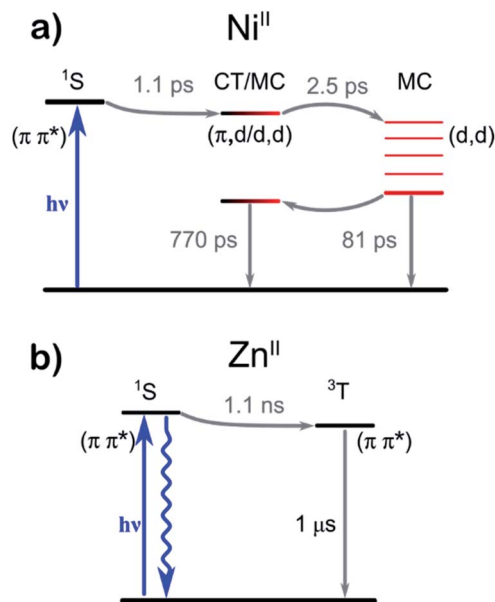 a) Ni^II
¹S 1.1 ps CT/MC 2.5 ps MC
(π π*) (π,d/d,d) (d,d)
hν
770 ps 81 ps
b) Zn^II
¹S 1.1 ns ³T
(π π*) (π π*)
hν 1 μs